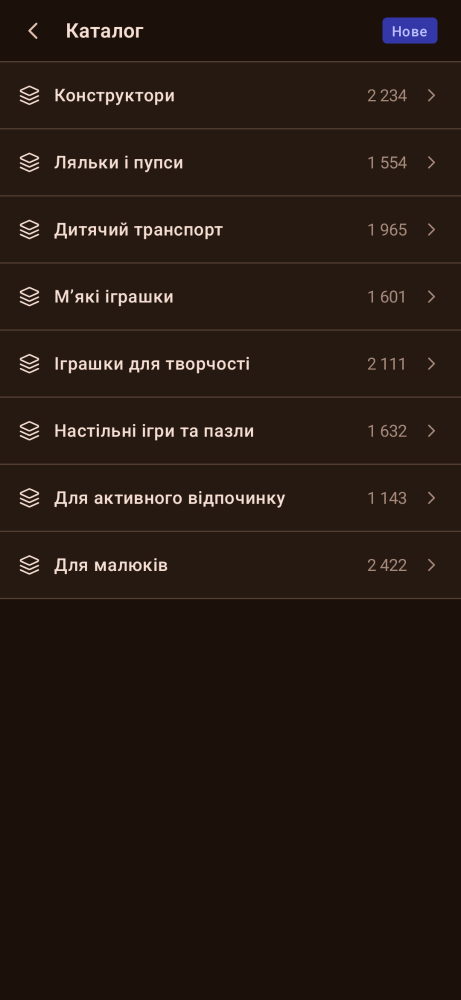 Каталог Нове
Конструктори 2 234
Ляльки і пупси 1 554
Дитячий транспорт 1 965
М’які іграшки 1 601
Іграшки для творчості 2 111
Настільні ігри та пазли 1 632
Для активного відпочинку 1 143
Для малюків 2 422